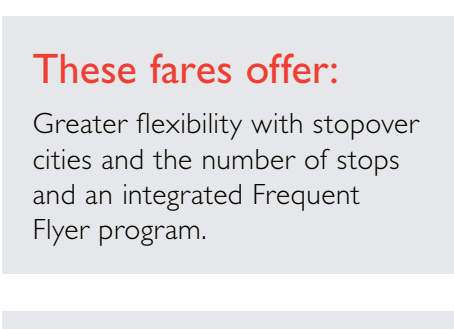 These fares offer:
Greater flexibility with stopover
cities and the number of stops
and an integrated Frequent
Flyer program.